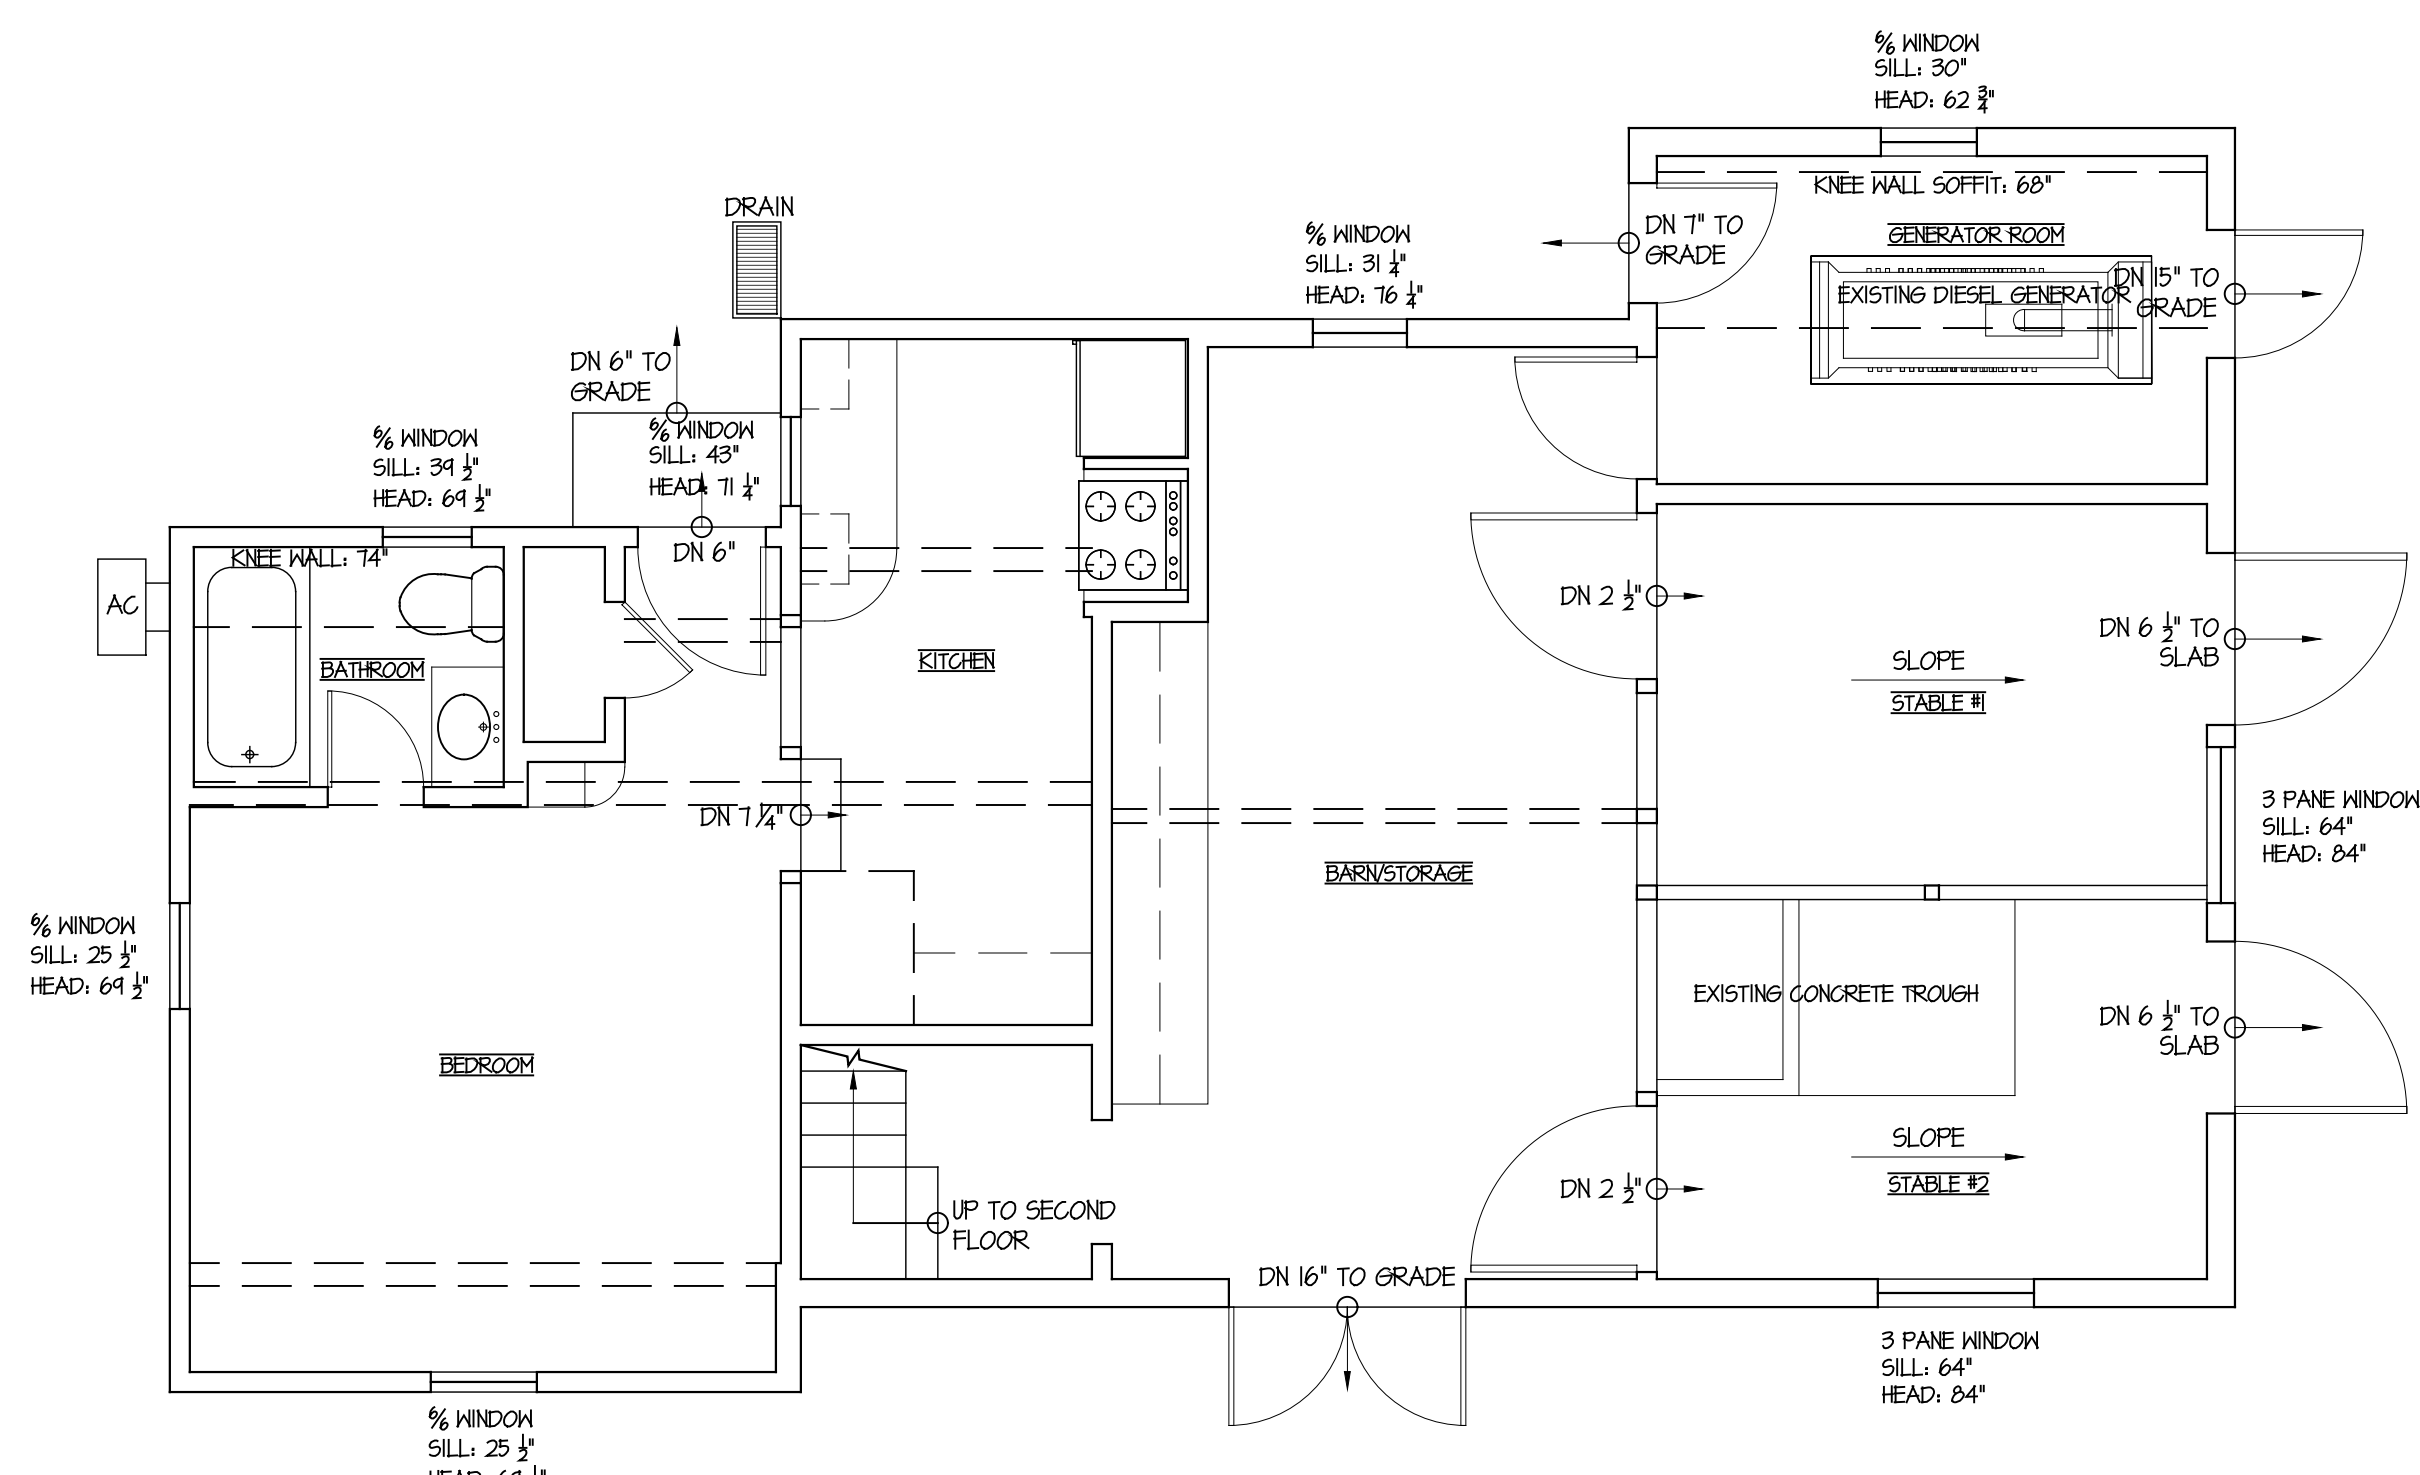 6/6 WINDOW
SILL: 30"
HEAD: 62 3/4"
KNEE WALL SOFFIT: 68"
DRAIN
6/6 WINDOW
SILL: 31 1/4"
HEAD: 76 1/4"
DN 7" TO
GRADE
GENERATOR ROOM
EXISTING DIESEL GENERATOR
DN 15" TO
GRADE
DN 6" TO
GRADE
6/6 WINDOW
SILL: 39 1/2"
HEAD: 69 1/2"
6/6 WINDOW
SILL: 43"
HEAD: 71 1/4"
DN 6"
KNEE WALL: 74"
AC
BATHROOM
KITCHEN
DN 2 1/2"
SLOPE
STABLE #1
DN 6 1/2" TO
SLAB
DN 7 1/4"
3 PANE WINDOW
SILL: 64"
HEAD: 84"
BARN/STORAGE
6/6 WINDOW
SILL: 25 1/2"
HEAD: 69 1/2"
EXISTING CONCRETE TROUGH
DN 6 1/2" TO
SLAB
BEDROOM
SLOPE
STABLE #2
DN 2 1/2"
UP TO SECOND
FLOOR
DN 16" TO GRADE
3 PANE WINDOW
SILL: 64"
HEAD: 84"
6/6 WINDOW
SILL: 25 1/2"